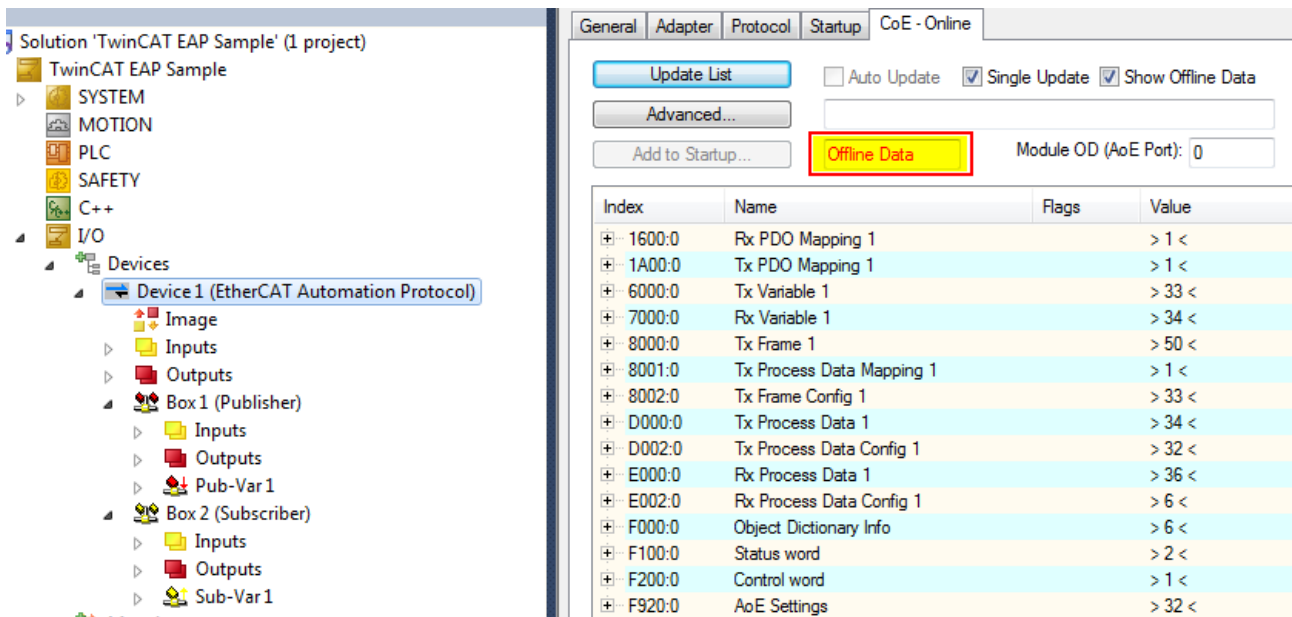 Solution 'TwinCAT EAP Sample' (1 project)
TwinCAT EAP Sample
SYSTEM
MOTION
PLC
SAFETY
C++
I/O
Devices
Device 1 (EtherCAT Automation Protocol)
Image
Inputs
Outputs
Box 1 (Publisher)
Inputs
Outputs
Pub-Var 1
Box 2 (Subscriber)
Inputs
Outputs
Sub-Var 1
General Adapter Protocol Startup CoE - Online
Update List Auto Update Single Update Show Offline Data
Advanced...
Add to Startup... Offline Data Module OD (AoE Port): 0
Index Name Flags Value
1600:0 Rx PDO Mapping 1 > 1 <
1A00:0 Tx PDO Mapping 1 > 1 <
6000:0 Tx Variable 1 > 33 <
7000:0 Rx Variable 1 > 34 <
8000:0 Tx Frame 1 > 50 <
8001:0 Tx Process Data Mapping 1 > 1 <
8002:0 Tx Frame Config 1 > 33 <
D000:0 Tx Process Data 1 > 34 <
D002:0 Tx Process Data Config 1 > 32 <
E000:0 Rx Process Data 1 > 36 <
E002:0 Rx Process Data Config 1 > 6 <
F000:0 Object Dictionary Info > 6 <
F100:0 Status word > 2 <
F200:0 Control word > 1 <
F920:0 AoE Settings > 32 <